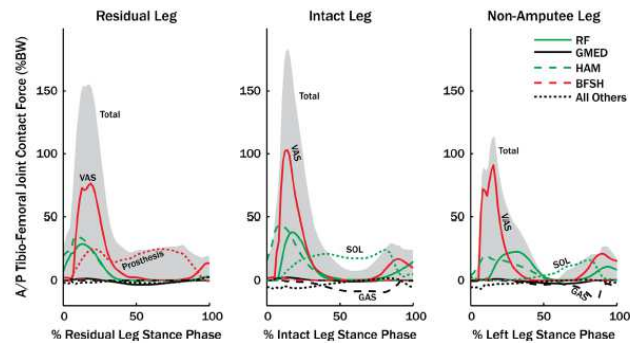 Residual Leg
Intact Leg
Non-Amputee Leg
A/P Tibio-Femoral Joint Contact Force (%BW)
150
100
50
0
Total
VAS
Prosthesis
0
50
100
% Residual Leg Stance Phase
150
100
50
0
Total
VAS
SOL
GAS
0
50
100
% Intact Leg Stance Phase
RF
GMED
HAM
BFSH
All Others
150
100
50
0
Total
VAS
SOL
GAS
0
50
100
% Left Leg Stance Phase